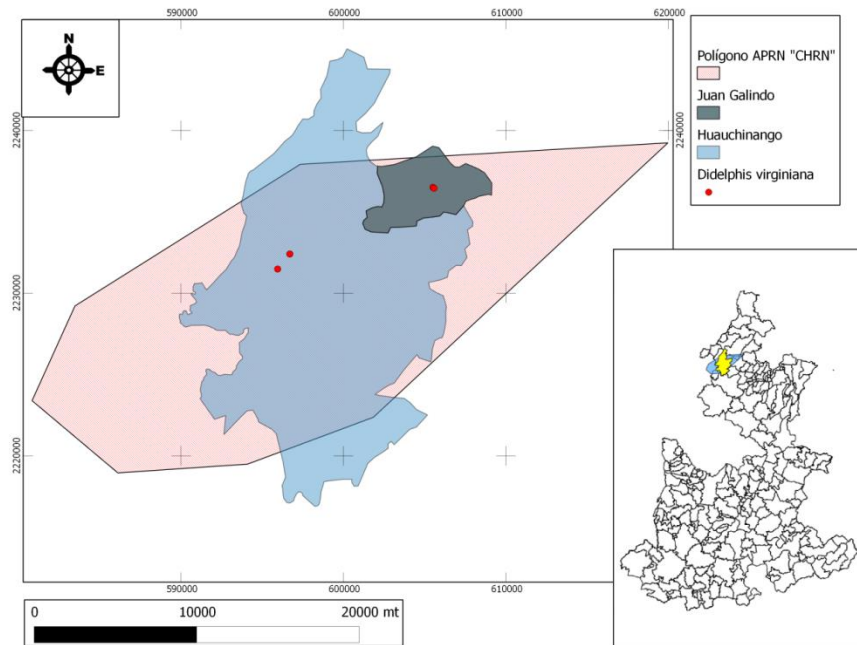 590000
600000
610000
620000
N
E
2240000
2240000
2230000
2220000
590000
600000
610000
Polígono APRN "CHRN"
Juan Galindo
Huauchinango
Didelphis virginiana
0
10000
20000 mt